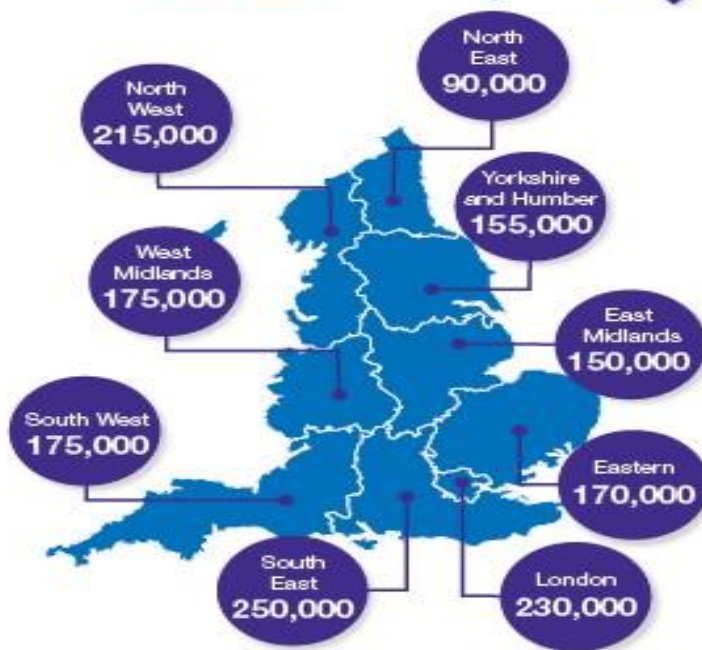 North
East
90,000
North
West
215,000
Yorkshire
and Humber
155,000
West
Midlands
175,000
East
Midlands
150,000
South West
175,000
Eastern
170,000
South
East
250,000
London
230,000